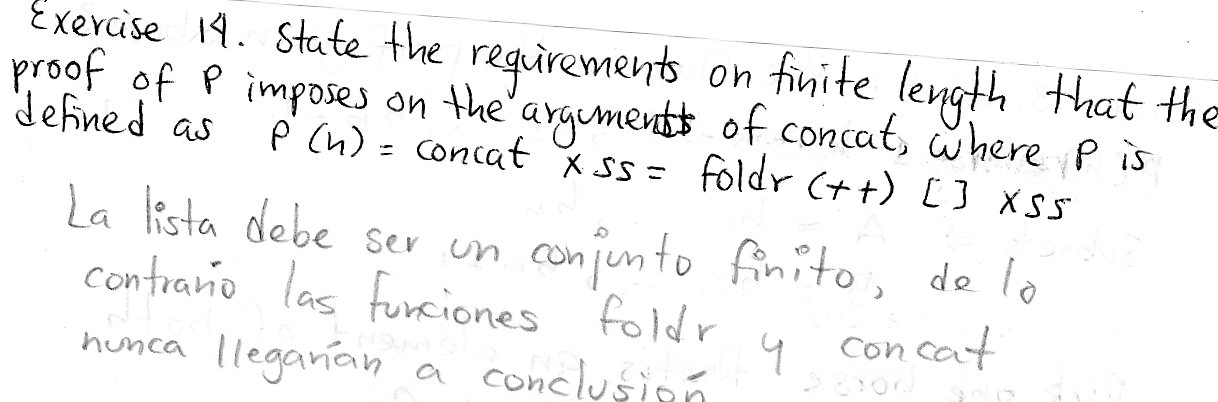 Exercise 14. State the requirements on finite length that the
proof of P imposes on the arguments of concat, where P is
defined as P (n) = concat xss = foldr (++) [] xss
La lista debe ser un conjunto finito, de lo
contrario las funciones foldr y concat
nunca llegarían a conclusión